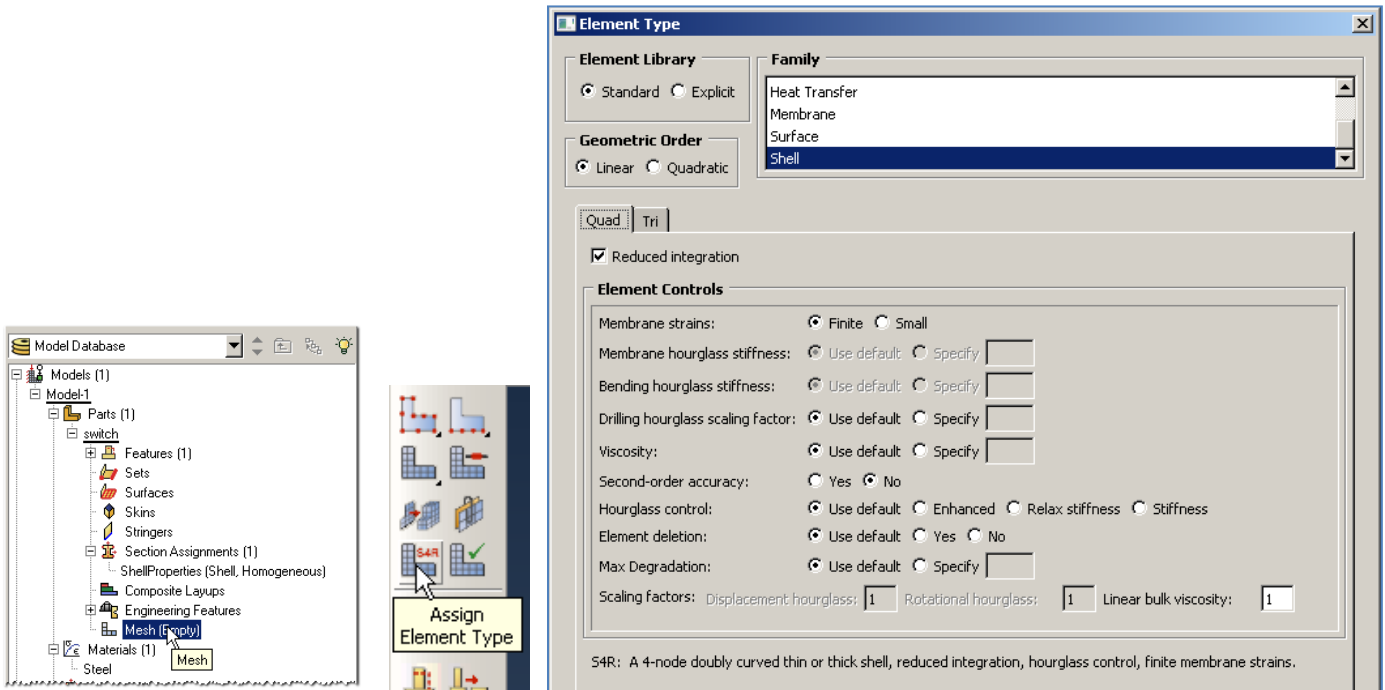 Model Database
Models (1)
Model-1
Parts (1)
switch
Features (1)
Sets
Surfaces
Skins
Stringers
Section Assignments (1)
ShellProperties (Shell, Homogeneous)
Composite Layups
Engineering Features
Mesh (Empty)
Materials (1)
Mesh
Steel
S4R
Assign
Element Type
Element Type
Element Library
Standard Explicit
Geometric Order
Linear Quadratic
Family
Heat Transfer
Membrane
Surface
Shell
Quad Tri
Reduced integration
Element Controls
Membrane strains: Finite Small
Membrane hourglass stiffness: Use default Specify
Bending hourglass stiffness: Use default Specify
Drilling hourglass scaling factor: Use default Specify
Viscosity: Use default Specify
Second-order accuracy: Yes No
Hourglass control: Use default Enhanced Relax stiffness Stiffness
Element deletion: Use default Yes No
Max Degradation: Use default Specify
Scaling factors: Displacement hourglass: 1 Rotational hourglass: 1 Linear bulk viscosity: 1
S4R: A 4-node doubly curved thin or thick shell, reduced integration, hourglass control, finite membrane strains.